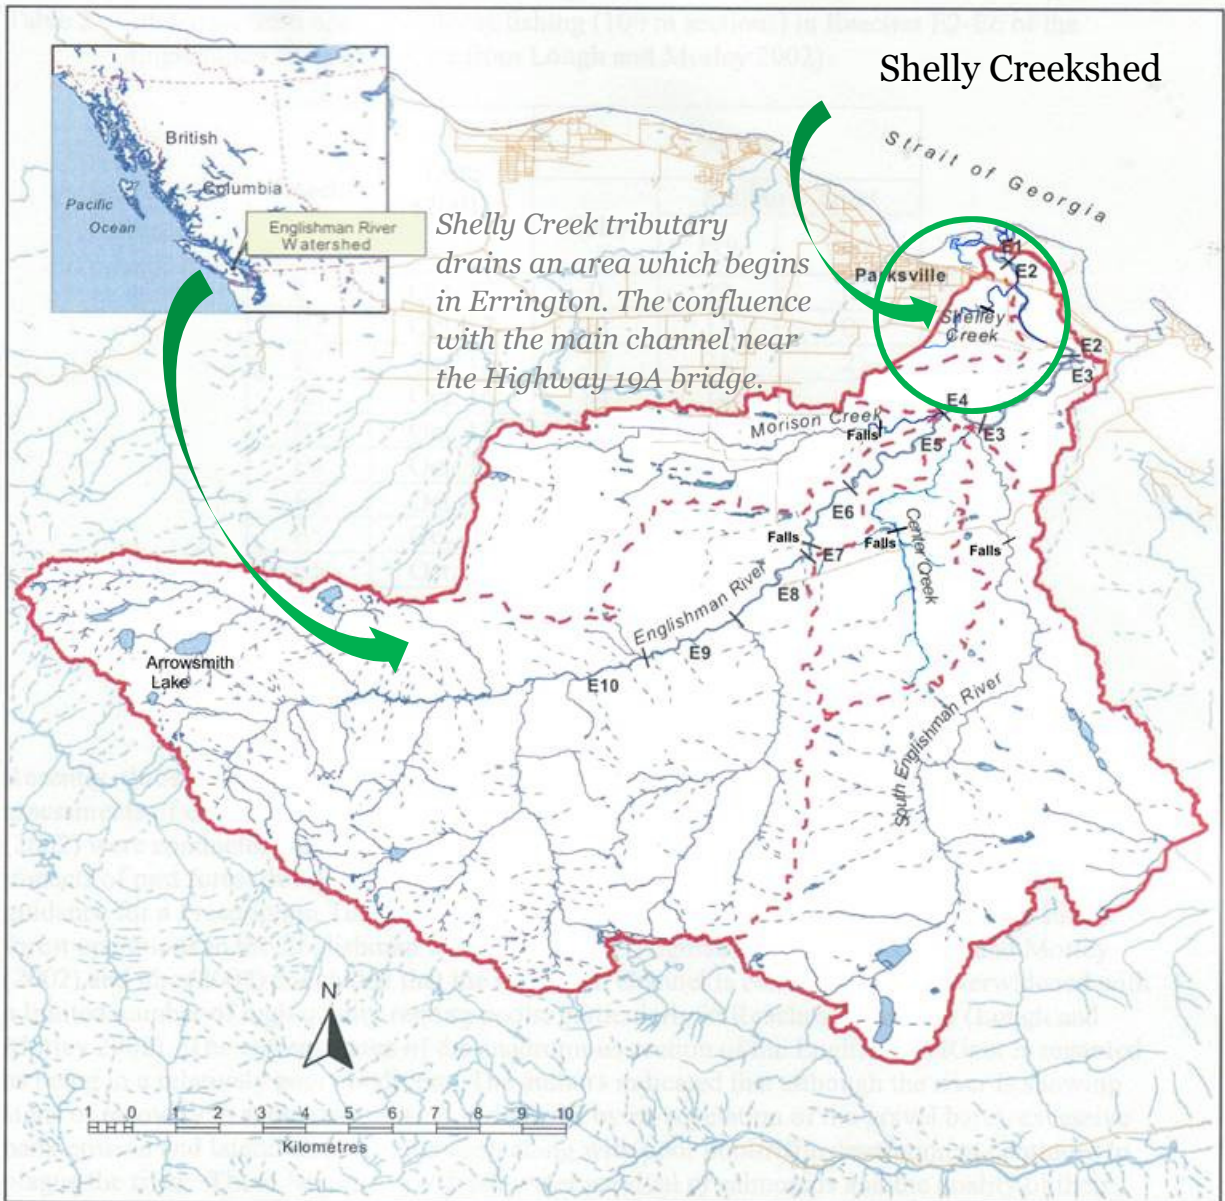 Shelly Creekshed
Strait of Georgia
British
Columbia
Pacific
Ocean
Englishman River
Watershed
Shelly Creek tributary
drains an area which begins
in Errington. The confluence
with the main channel near
the Highway 19A bridge.
Parksville
E1
E2
Shelley
Creek
E2
E3
E4
Morison Creek
Falls
E5
E3
E6
Center Creek
Falls
E7
Falls
Falls
E8
Englishman River
E9
E10
Arrowsmith
Lake
South Englishman River
N
1 0 1 2 3 4 5 6 7 8 9 10
Kilometres